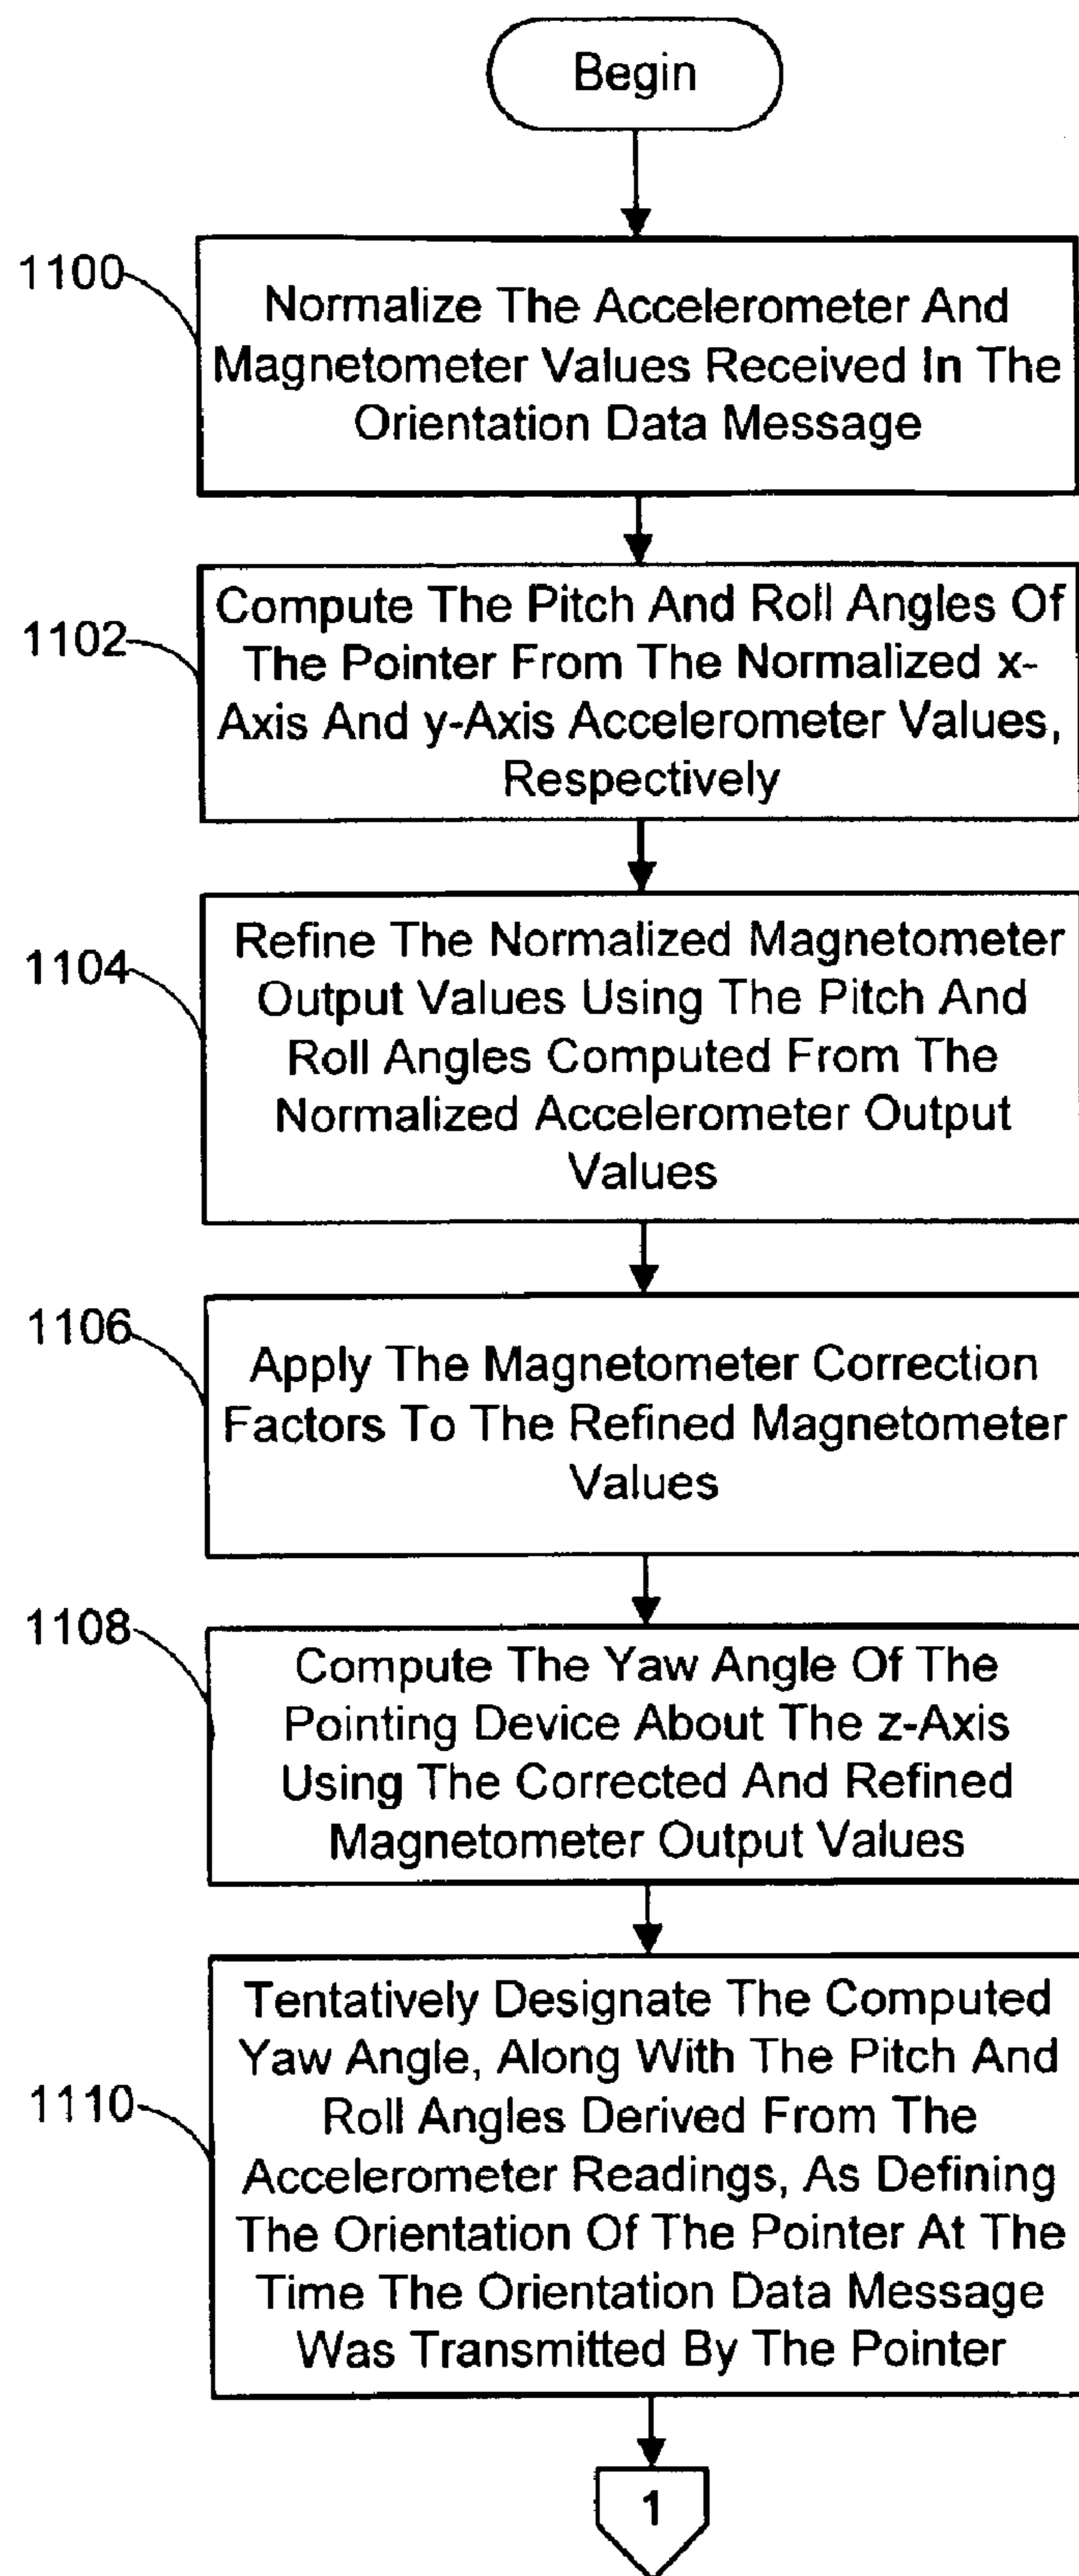 Begin
1100
Normalize The Accelerometer And
Magnetometer Values Received In The
Orientation Data Message
1102
Compute The Pitch And Roll Angles Of
The Pointer From The Normalized x-
Axis And y-Axis Accelerometer Values,
Respectively
1104
Refine The Normalized Magnetometer
Output Values Using The Pitch And
Roll Angles Computed From The
Normalized Accelerometer Output
Values
1106
Apply The Magnetometer Correction
Factors To The Refined Magnetometer
Values
1108
Compute The Yaw Angle Of The
Pointing Device About The z-Axis
Using The Corrected And Refined
Magnetometer Output Values
1110
Tentatively Designate The Computed
Yaw Angle, Along With The Pitch And
Roll Angles Derived From The
Accelerometer Readings, As Defining
The Orientation Of The Pointer At The
Time The Orientation Data Message
Was Transmitted By The Pointer
1